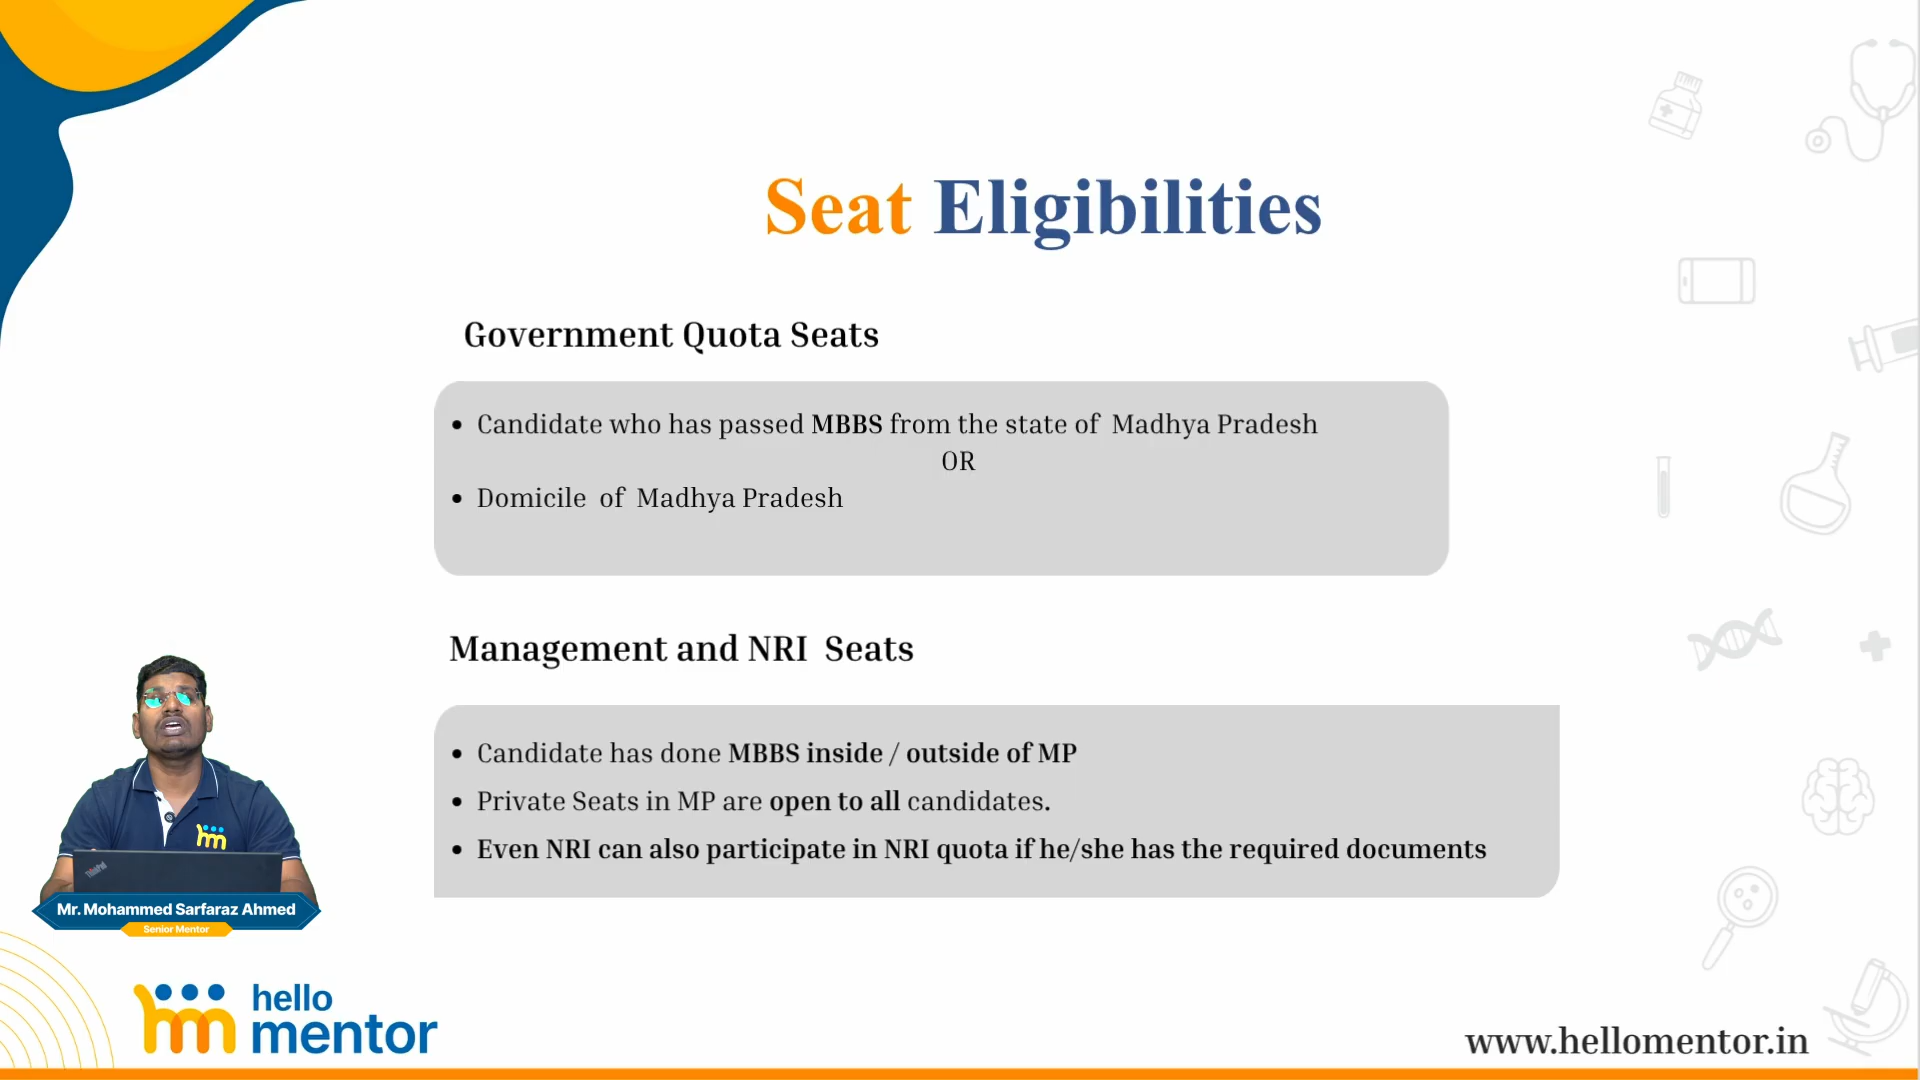 Seat Eligibilities
Government Quota Seats
• Candidate who has passed MBBS from the state of Madhya Pradesh
OR
• Domicile of Madhya Pradesh
Management and NRI Seats
• Candidate has done MBBS inside / outside of MP
• Private Seats in MP are open to all candidates.
• Even NRI can also participate in NRI quota if he/she has the required documents
Mr. Mohammed Sarfaraz Ahmed
Senior Mentor
hello
mentor
www.hellomentor.in